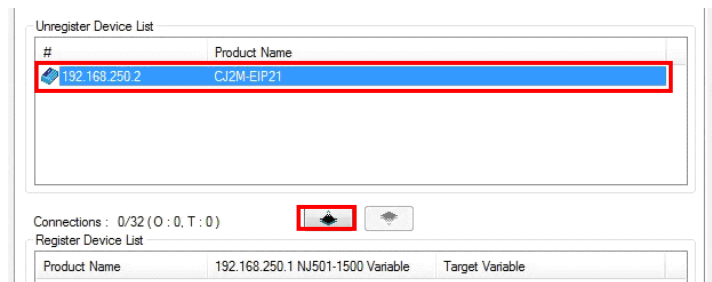 Unregister Device List
# Product Name
192.168.250.2 CJ2M-EIP21
Connections : 0/32 ( O : 0, T : 0 )
Register Device List
Product Name 192.168.250.1 NJ501-1500 Variable Target Variable